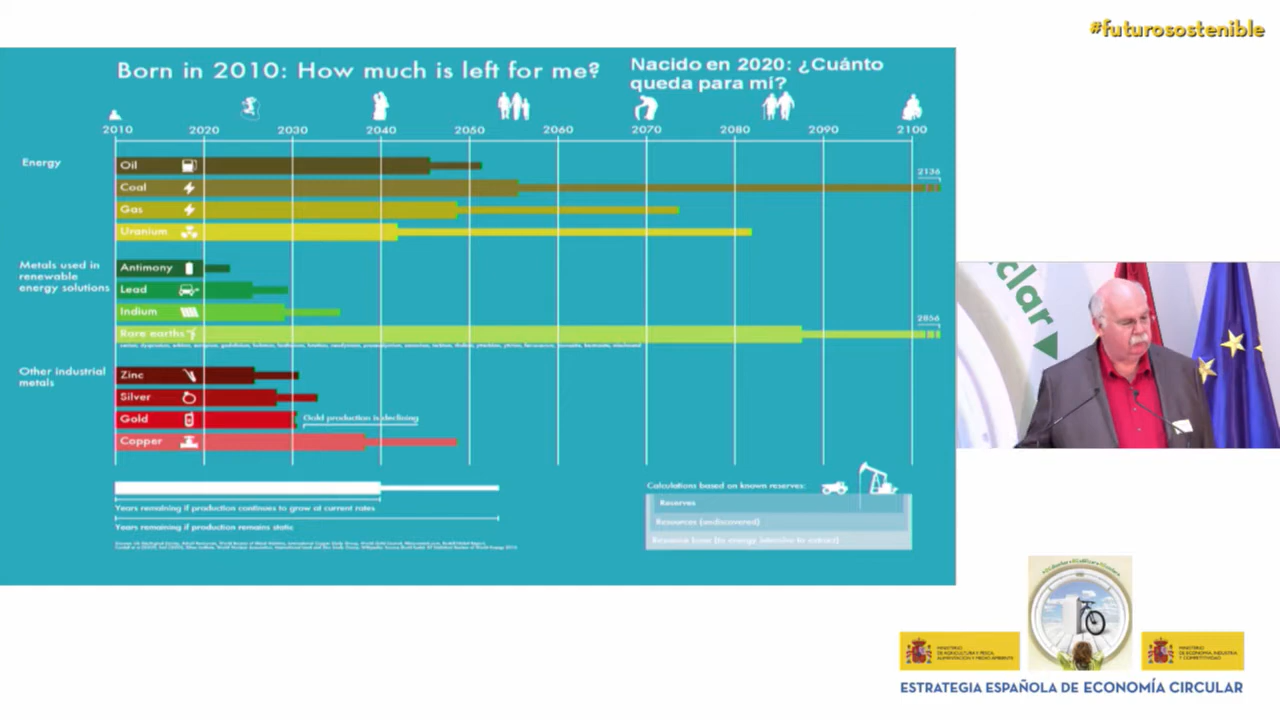 #futurosostenible
Born in 2010: How much is left for me?
Nacido en 2020: ¿Cuánto
queda para mí?
2010 2020 2030 2040 2050 2060 2070 2080 2090 2100
Energy
Oil
2136
Coal
Gas
Uranium
Metals used in
renewable
energy solutions
Antimony
Lead
Indium
2856
Rare earths
Other industrial
metals
Zinc
Silver
Gold
Gold production is declining
Copper
Calculations based on known reserves:
Reserves
Resources (undiscovered)
Resource base (to energy intensive to extract)
Years remaining if production continues to grow at current rates
Years remaining if production remains static
clar
MINISTERIO
DE AGRICULTURA Y PESCA,
ALIMENTACIÓN Y MEDIO AMBIENTE
MINISTERIO
DE ECONOMÍA, INDUSTRIA
Y COMPETITIVIDAD
ESTRATEGIA ESPAÑOLA DE ECONOMÍA CIRCULAR